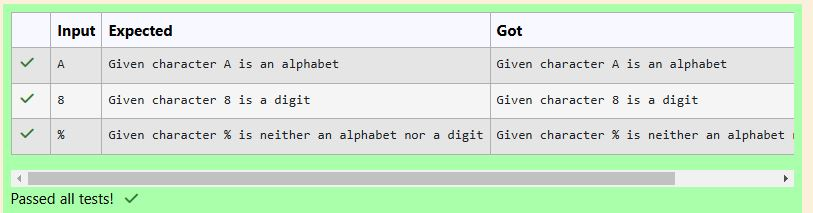 Input Expected Got
A Given character A is an alphabet Given character A is an alphabet
8 Given character 8 is a digit Given character 8 is a digit
% Given character % is neither an alphabet nor a digit Given character % is neither an alphabet
Passed all tests!